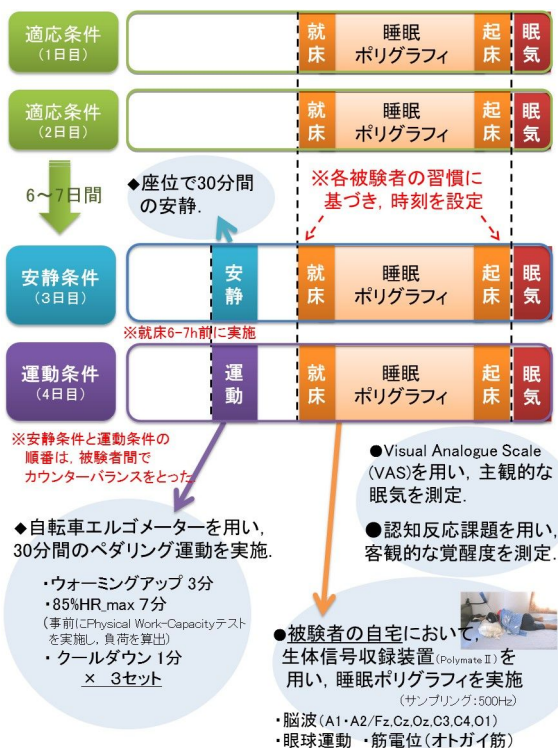 適応条件
(1日目)
就床
睡眠
ポリグラフィ
起床
眠気
適応条件
(2日目)
就床
睡眠
ポリグラフィ
起床
眠気
6～7日間
◆座位で30分間
の安静.
※各被験者の習慣に
基づき，時刻を設定
安静条件
(3日目)
安静
就床
睡眠
ポリグラフィ
起床
眠気
※就床6-7h前に実施
運動条件
(4日目)
運動
就床
睡眠
ポリグラフィ
起床
眠気
※安静条件と運動条件の
順番は，被験者間で
カウンターバランスをとった
●Visual Analogue Scale
(VAS)を用い，主観的な
眠気を測定.
●認知反応課題を用い，
客観的な覚醒度を測定.
◆自転車エルゴメーターを用い，
30分間のペダリング運動を実施.
・ウォーミングアップ 3分
・85%HR_max 7分
(事前にPhysical Work-Capacityテスト
を実施し，負荷を算出)
・クールダウン 1分
× 3セット
●被験者の自宅において，
生体信号収録装置(PolymateⅡ)を
用い，睡眠ポリグラフィを実施
(サンプリング：500Hz)
・脳波(A1・A2/Fz,Cz,Oz,C3,C4,O1)
・眼球運動 ・筋電位(オトガイ筋)